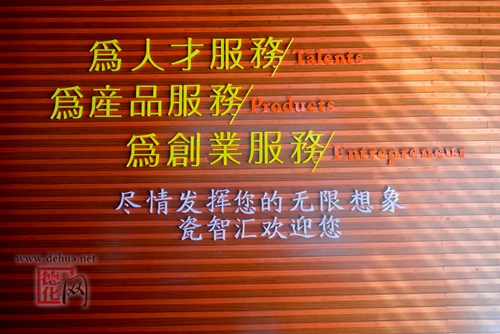 爲人才服務/Talents
爲産品服務/Products
爲創業服務/Entrepreneur
尽情发挥您的无限想象
瓷智汇欢迎您
www.dehua.net
德化网